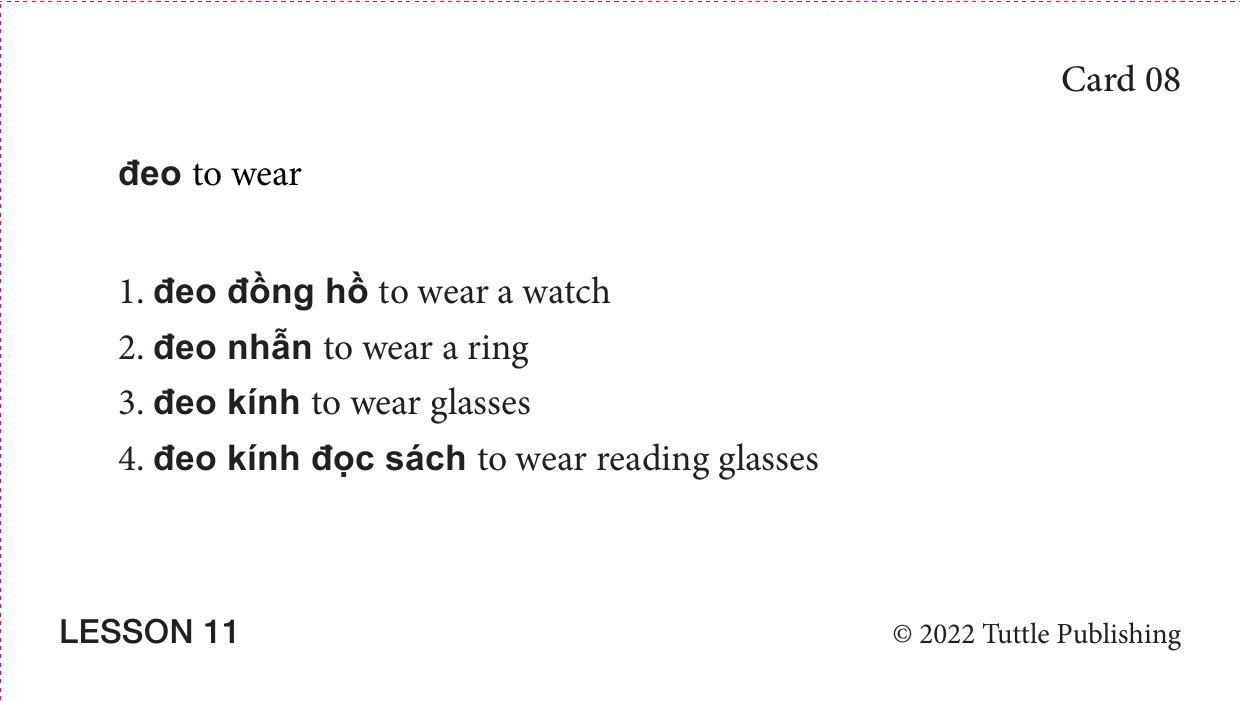 Card 08
đeo to wear
1. đeo đồng hồ to wear a watch
2. đeo nhẫn to wear a ring
3. đeo kính to wear glasses
4. đeo kính đọc sách to wear reading glasses
LESSON 11
© 2022 Tuttle Publishing